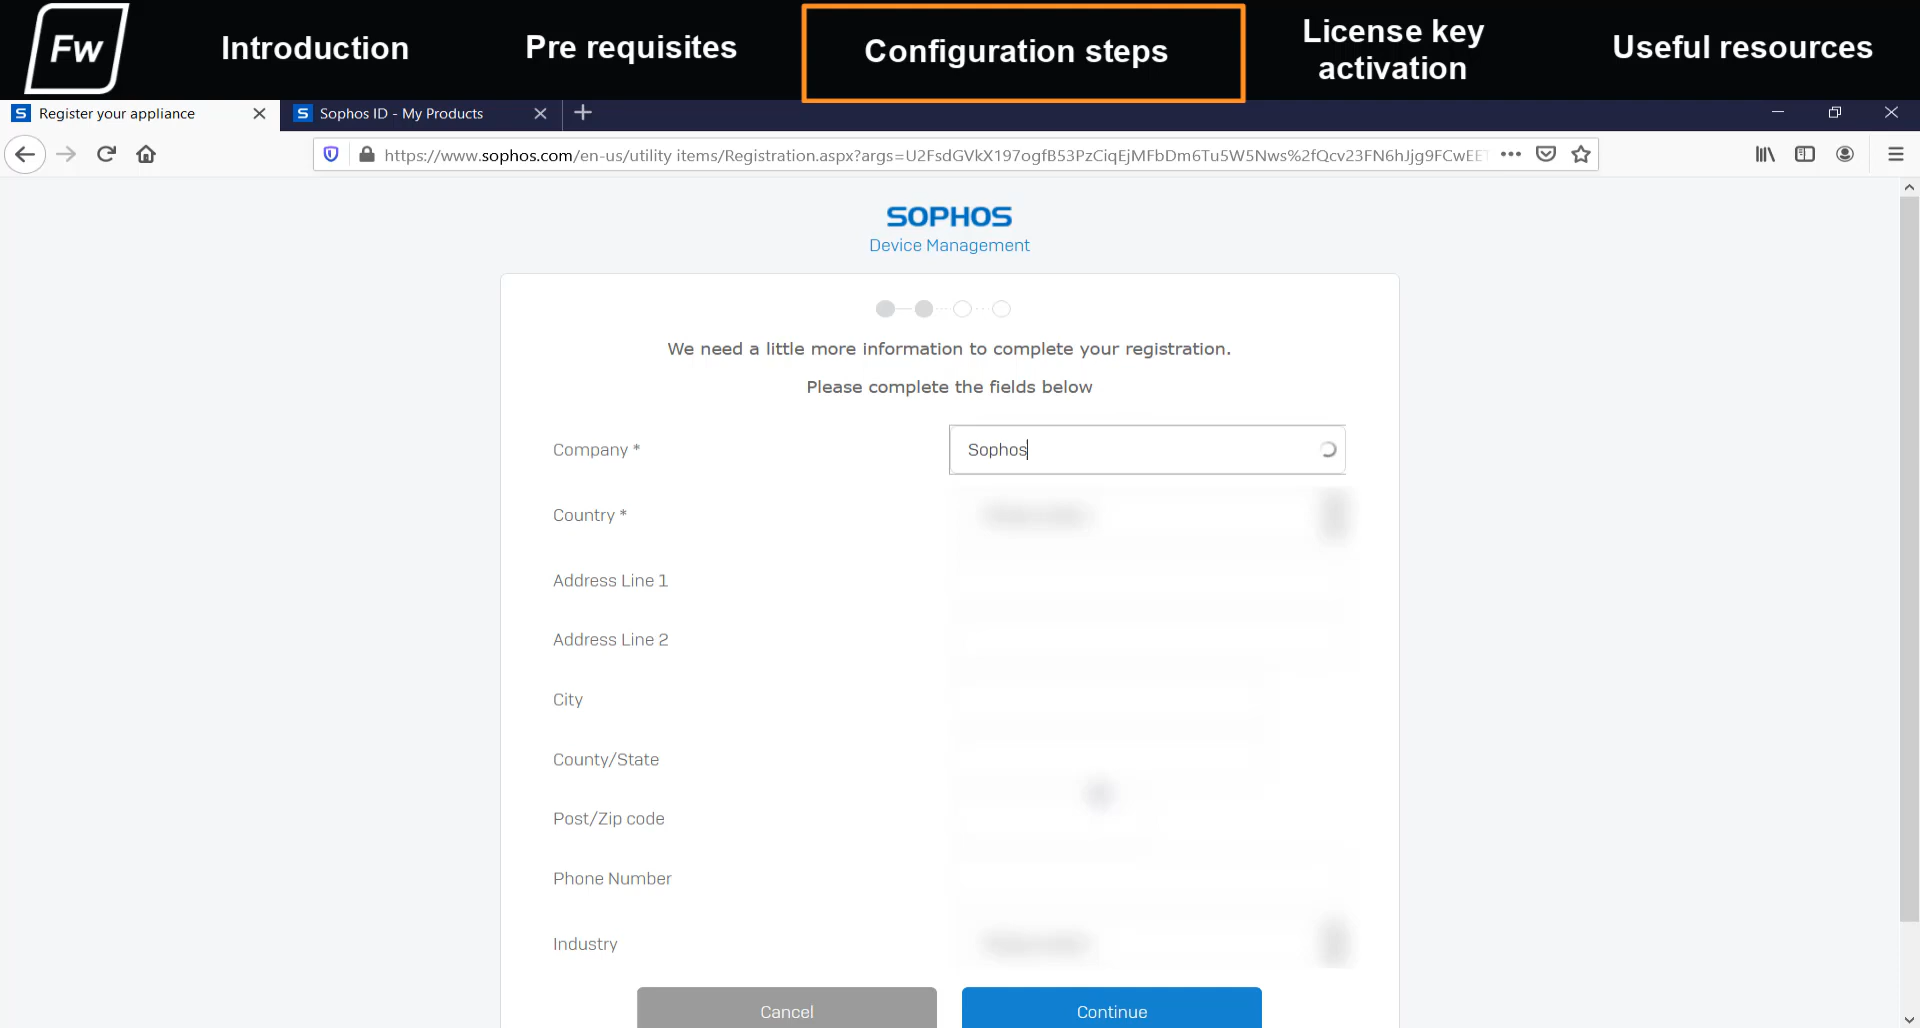 Fw
Introduction
Pre requisites
Configuration steps
License key
activation
Useful resources
S Register your appliance
S Sophos ID - My Products
https://www.sophos.com/en-us/utility items/Registration.aspx?args=U2FsdGVkX197ogfB53PzCiqEjMFbDm6Tu5W5Nws%2fQcv23FN6hJjg9FCwEET
SOPHOS
Device Management
We need a little more information to complete your registration.
Please complete the fields below
Company *
Sophos
Country *
Address Line 1
Address Line 2
City
County/State
Post/Zip code
Phone Number
Industry
Cancel
Continue